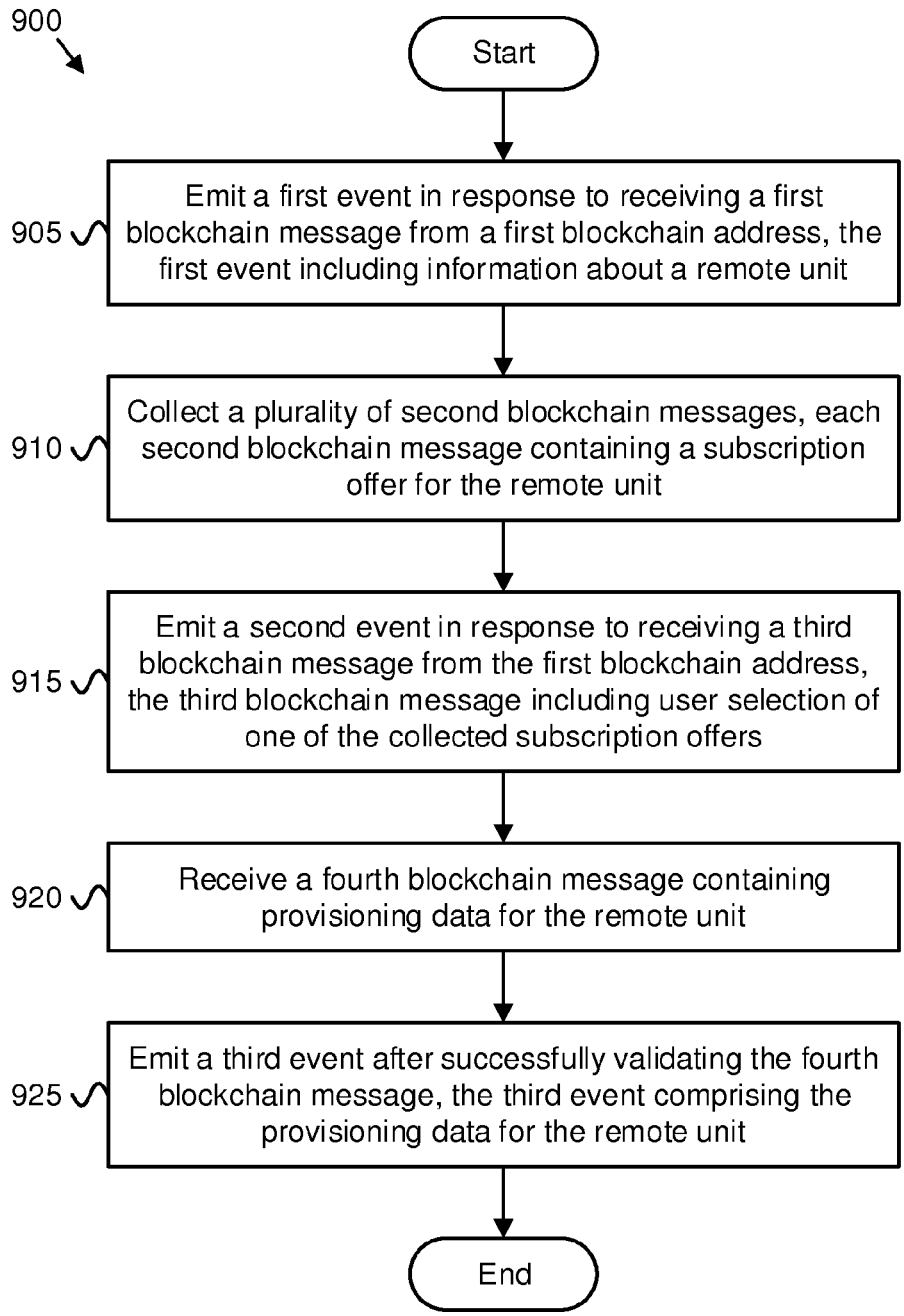 900
Start
905
Emit a first event in response to receiving a first
blockchain message from a first blockchain address, the
first event including information about a remote unit
910
Collect a plurality of second blockchain messages, each
second blockchain message containing a subscription
offer for the remote unit
915
Emit a second event in response to receiving a third
blockchain message from the first blockchain address,
the third blockchain message including user selection of
one of the collected subscription offers
920
Receive a fourth blockchain message containing
provisioning data for the remote unit
925
Emit a third event after successfully validating the fourth
blockchain message, the third event comprising the
provisioning data for the remote unit
End